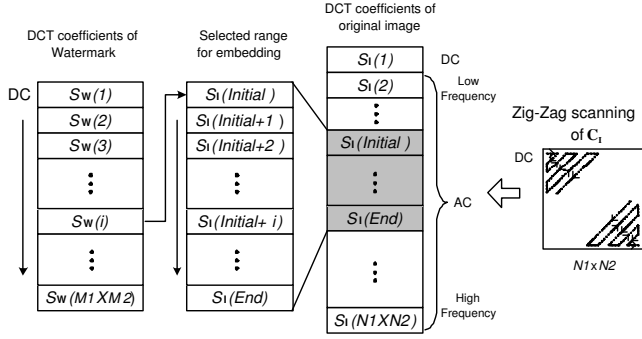 DCT coefficients of
Watermark
DC
Sw(1)
Sw(2)
Sw(3)
Sw(i)
Sw(M1XM2)
Selected range
for embedding
SI(Initial )
SI(Initial+1 )
SI(Initial+2 )
SI(Initial+ i)
SI(End)
DCT coefficients of
original image
SI(1)
SI(2)
SI(Initial )
SI(End)
SI(N1XN2)
DC
Low
Frequency
AC
High
Frequency
Zig-Zag scanning
of CI
DC
N1xN2